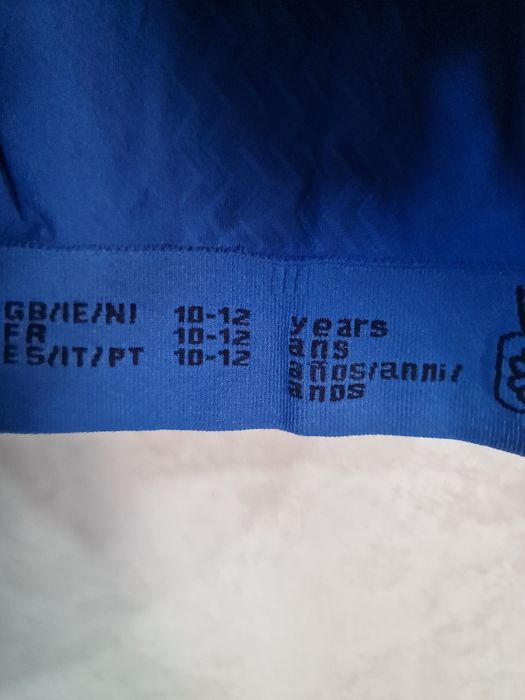 GB/IE/NI 10-12 years
FR 10-12 ans
ES/IT/PT 10-12 años/anni/
anos